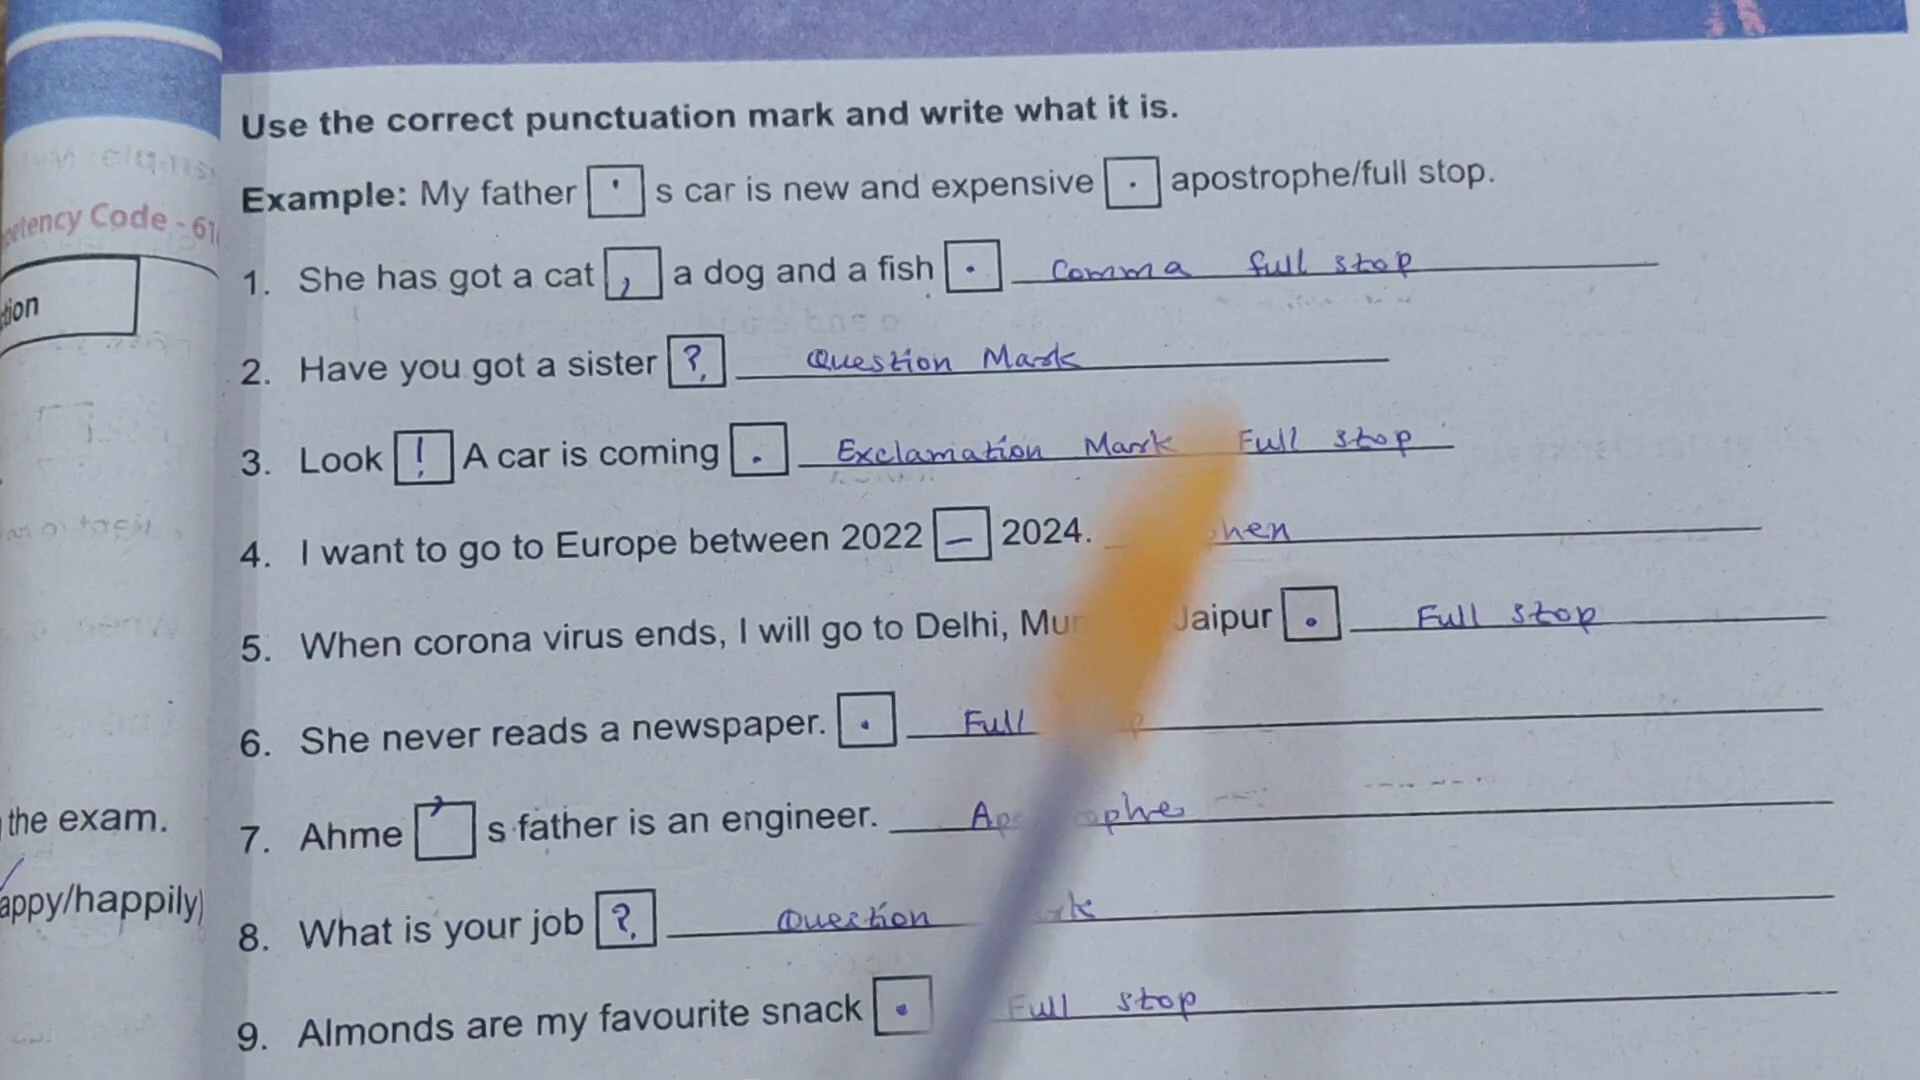 Use the correct punctuation mark and write what it is.
Example: My father ' s car is new and expensive . apostrophe/full stop.
Code - 61
1. She has got a cat , a dog and a fish . Comma full stop
tion
2. Have you got a sister ? Question Mark
3. Look ! A car is coming . Exclamation Mark Full stop
4. I want to go to Europe between 2022 – 2024.
5. When corona virus ends, I will go to Delhi, Jaipur . Full stop
6. She never reads a newspaper. . Full
7. Ahme ' s father is an engineer.
the exam.
appy/happily)
8. What is your job ? Question
9. Almonds are my favourite snack . Full stop